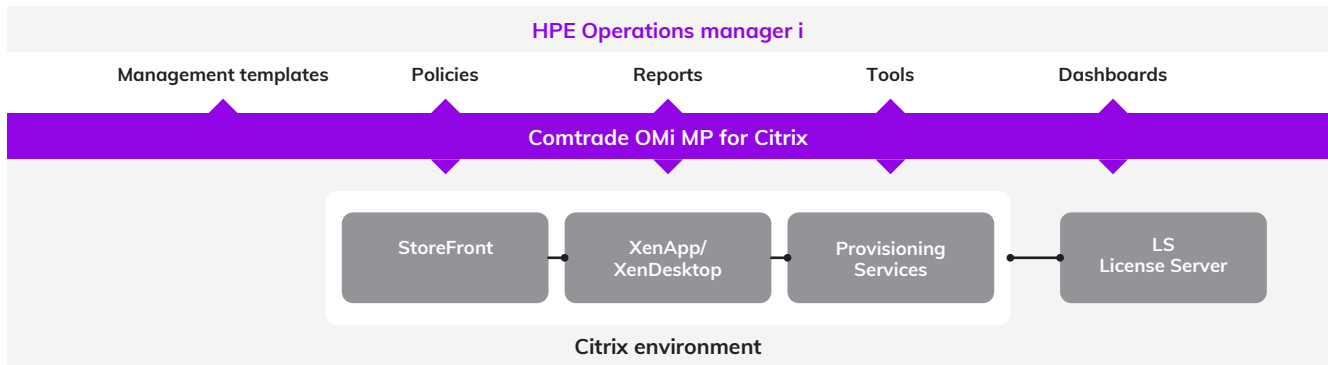 HPE Operations manager i
Management templates
Policies
Reports
Tools
Dashboards
Comtrade OMi MP for Citrix
StoreFront
XenApp/
XenDesktop
Provisioning
Services
LS
License Server
Citrix environment